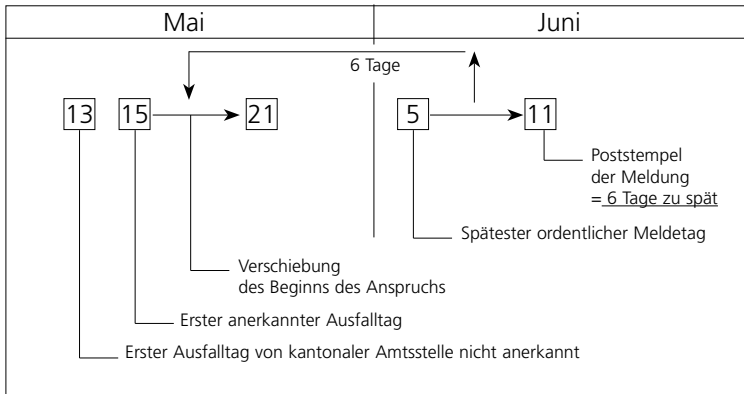 Mai
Juni
6 Tage
13
15
21
5
11
Poststempel
der Meldung
= 6 Tage zu spät
Spätester ordentlicher Meldetag
Verschiebung
des Beginns des Anspruchs
Erster anerkannter Ausfalltag
Erster Ausfalltag von kantonaler Amtsstelle nicht anerkannt